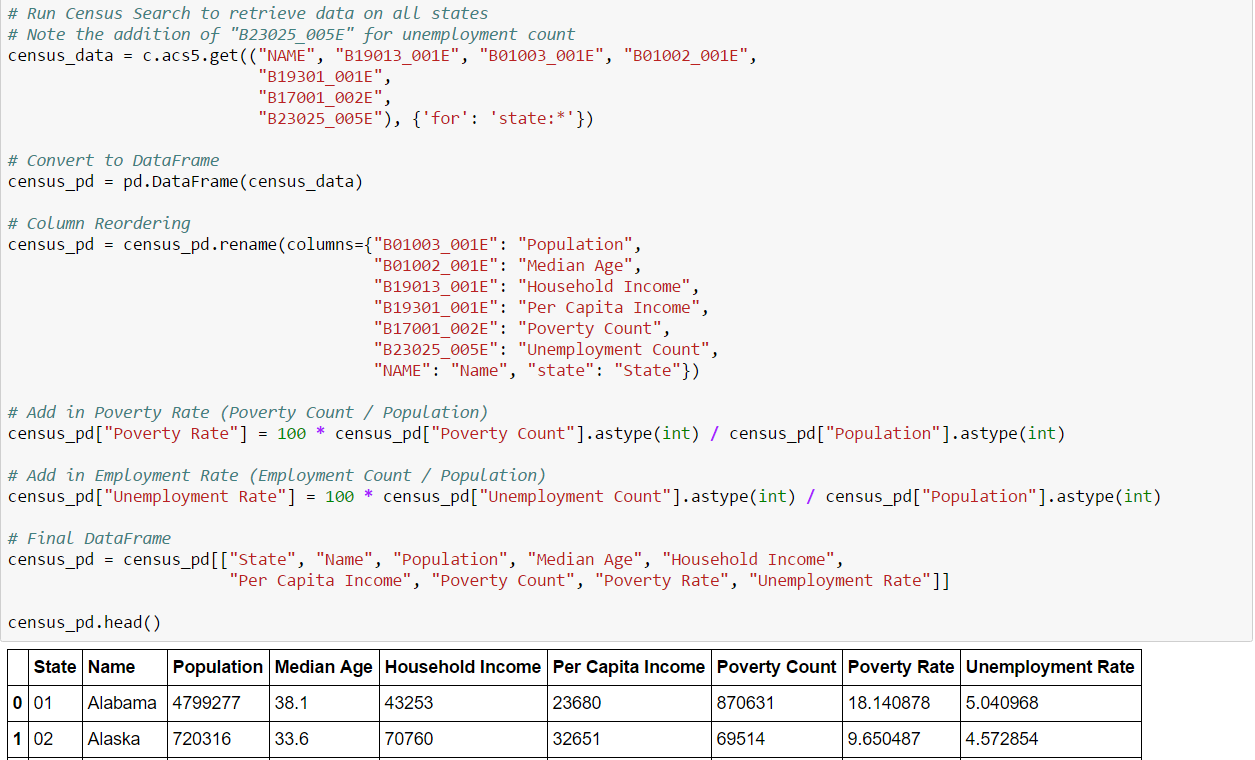 # Run Census Search to retrieve data on all states
# Note the addition of "B23025_005E" for unemployment count
census_data = c.acs5.get(("NAME", "B19013_001E", "B01003_001E", "B01002_001E",
"B19301_001E",
"B17001_002E",
"B23025_005E"), {'for': 'state:*'})
# Convert to DataFrame
census_pd = pd.DataFrame(census_data)
# Column Reordering
census_pd = census_pd.rename(columns={"B01003_001E": "Population",
"B01002_001E": "Median Age",
"B19013_001E": "Household Income",
"B19301_001E": "Per Capita Income",
"B17001_002E": "Poverty Count",
"B23025_005E": "Unemployment Count",
"NAME": "Name", "state": "State"})
# Add in Poverty Rate (Poverty Count / Population)
census_pd["Poverty Rate"] = 100 * census_pd["Poverty Count"].astype(int) / census_pd["Population"].astype(int)
# Add in Employment Rate (Employment Count / Population)
census_pd["Unemployment Rate"] = 100 * census_pd["Unemployment Count"].astype(int) / census_pd["Population"].astype(int)
# Final DataFrame
census_pd = census_pd[["State", "Name", "Population", "Median Age", "Household Income",
"Per Capita Income", "Poverty Count", "Poverty Rate", "Unemployment Rate"]]
census_pd.head()
State Name Population Median Age Household Income Per Capita Income Poverty Count Poverty Rate Unemployment Rate
0 01 Alabama 4799277 38.1 43253 23680 870631 18.140878 5.040968
1 02 Alaska 720316 33.6 70760 32651 69514 9.650487 4.572854